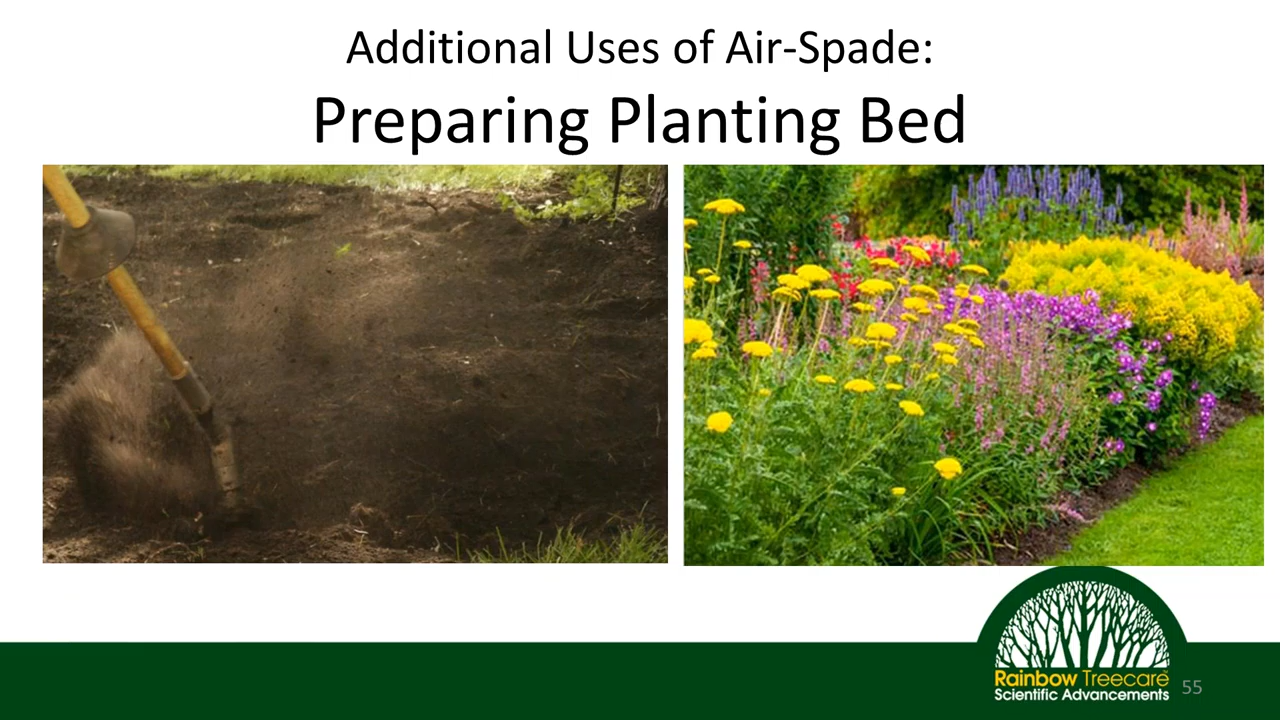 Additional Uses of Air-Spade:
Preparing Planting Bed
Rainbow Treecare
Scientific Advancements
55